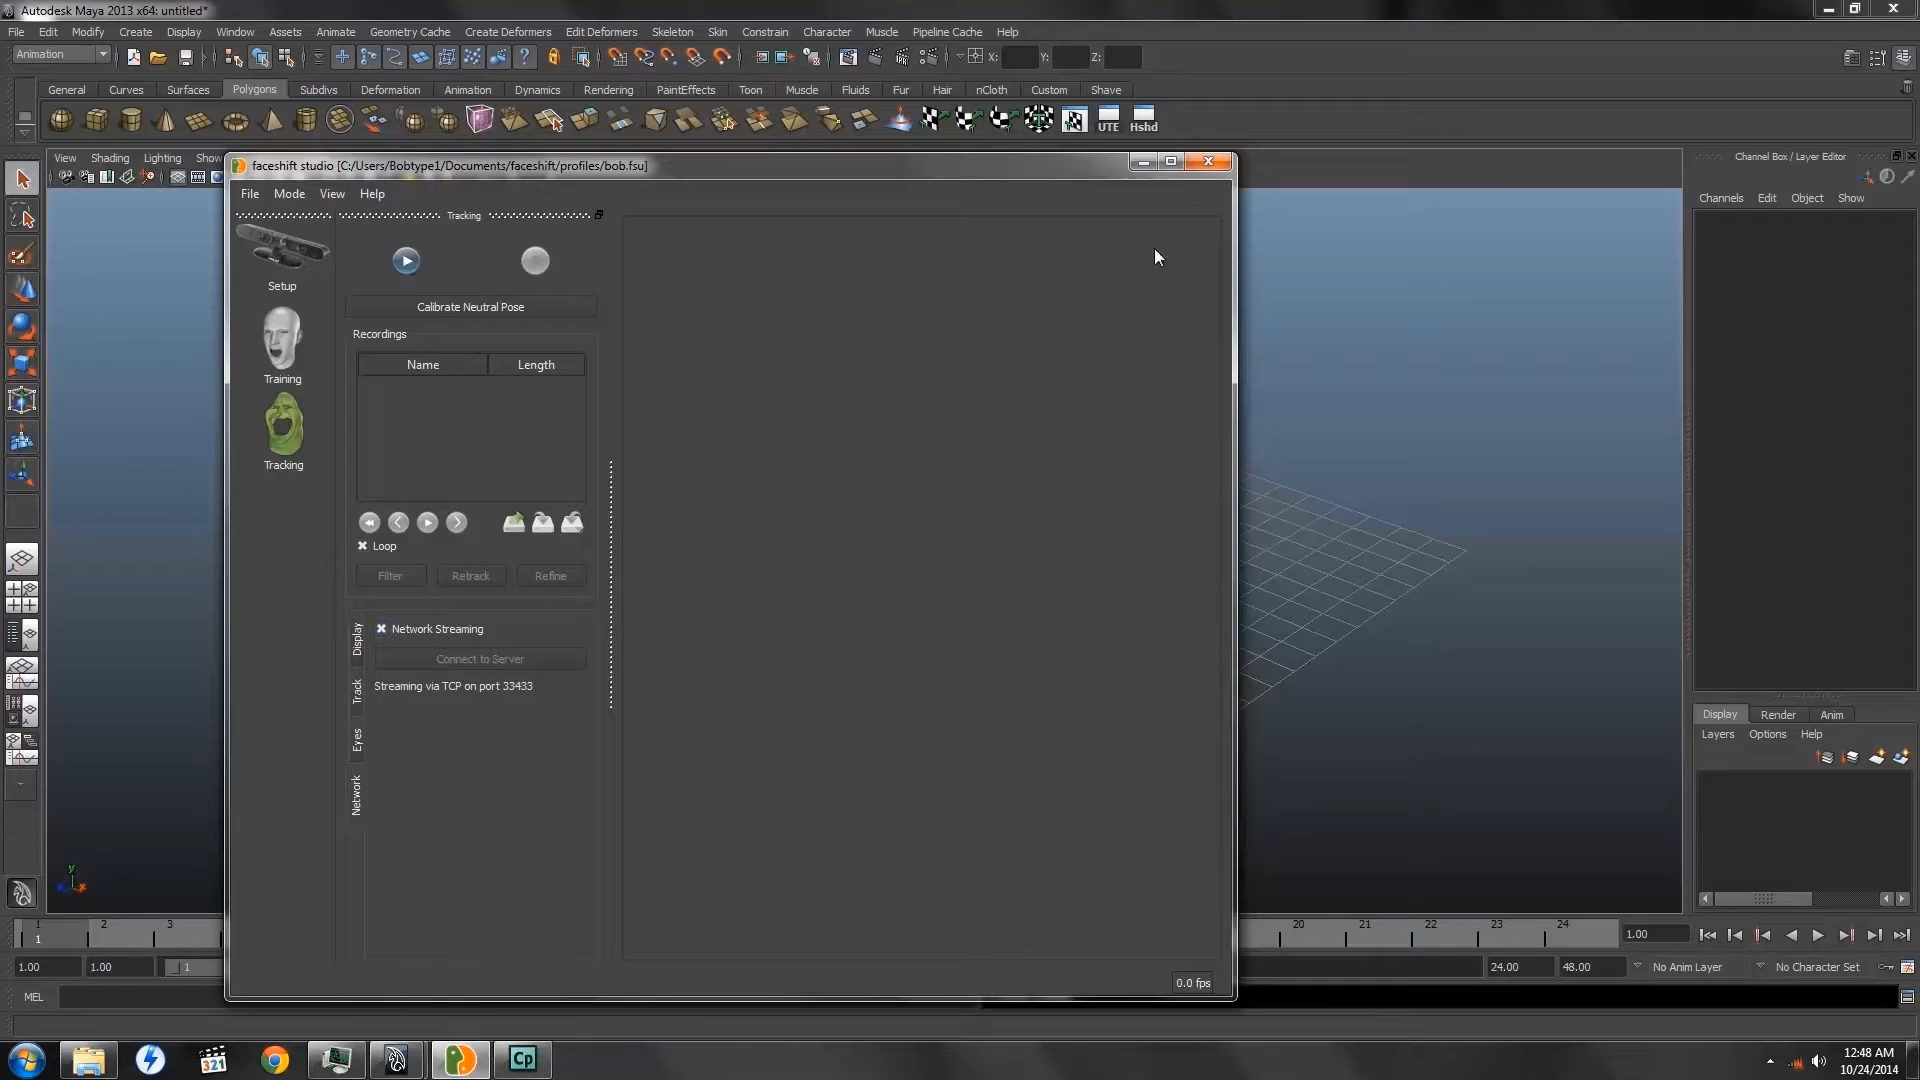 Autodesk Maya 2013 x64: untitled*
File Edit Modify Create Display Window Assets Animate Geometry Cache Create Deformers Edit Deformers Skeleton Skin Constrain Character Muscle Pipeline Cache Help
Animation X: Y: Z:
General Curves Surfaces Polygons Subdivs Deformation Animation Dynamics Rendering PaintEffects Toon Muscle Fluids Fur Hair nCloth Custom Shave
UTE Hshd
View Shading Lighting Show
Channel Box / Layer Editor
faceshift studio [C:/Users/Bobtype1/Documents/faceshift/profiles/bob.fsu]
File Mode View Help
Channels Edit Object Show
Tracking
Setup
Calibrate Neutral Pose
Recordings
Name Length
Training
Tracking
Loop
Filter Retrack Refine
Display
Track
Eyes
Network
Network Streaming
Connect to Server
Streaming via TCP on port 33433
Display Render Anim
Layers Options Help
y
1 2 3 20 21 22 23 24
1 1.00
1.00 1.00 1 24.00 48.00 No Anim Layer No Character Set
0.0 fps
MEL
321
Cp
12:48 AM
10/24/2014